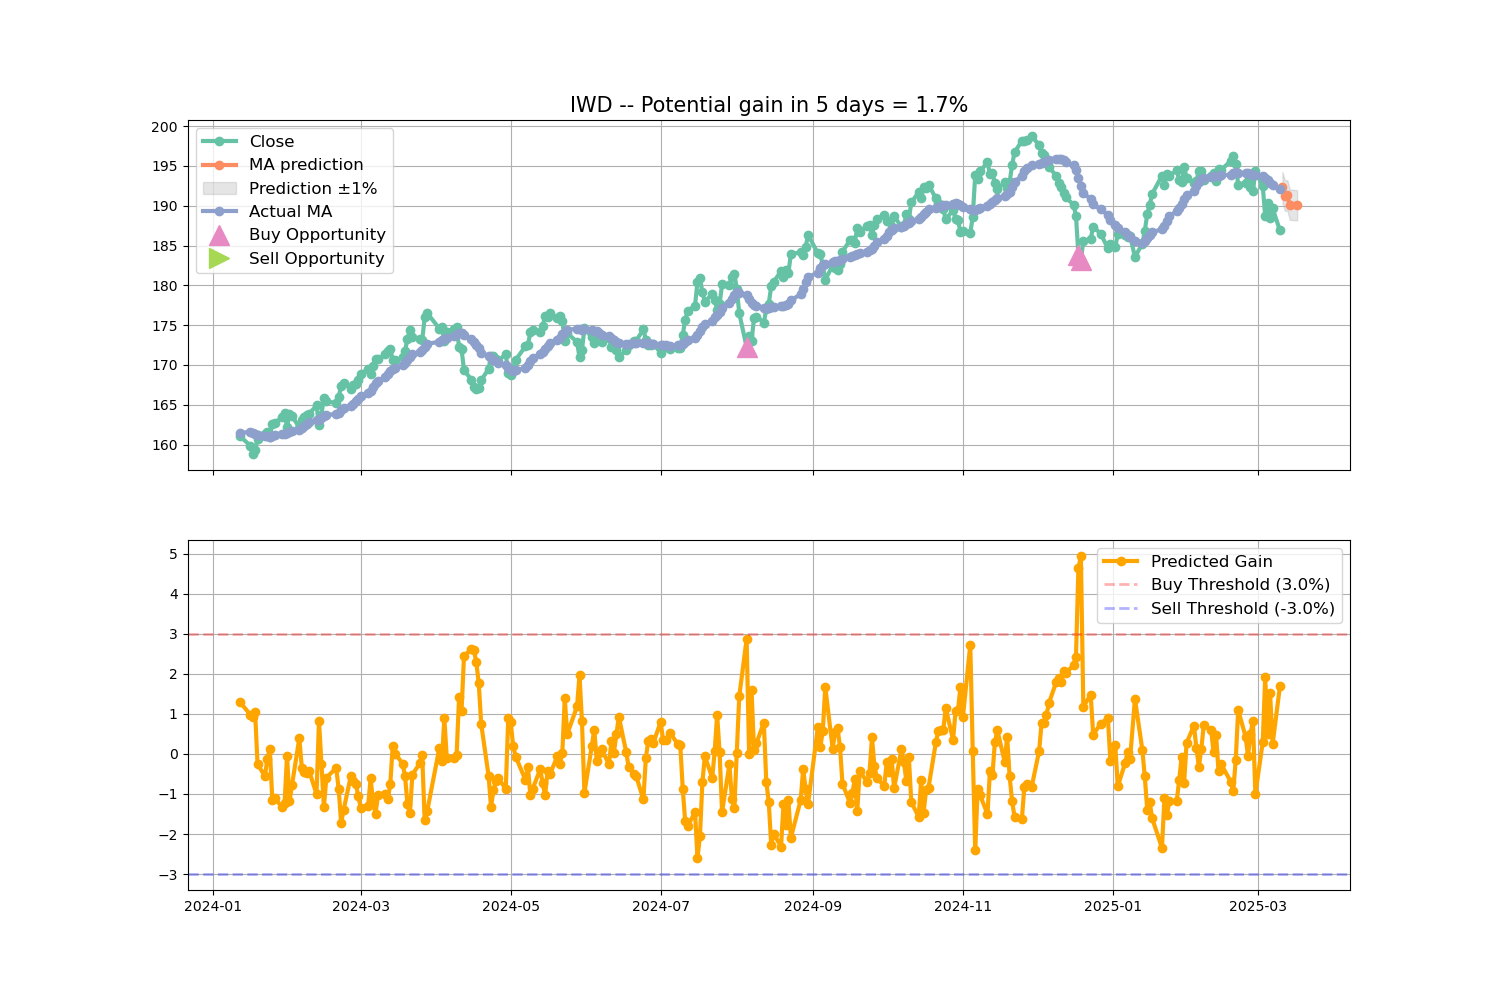 IWD -- Potential gain in 5 days = 1.7%
200
195
190
185
180
175
170
165
160
Close
MA prediction
Prediction ±1%
Actual MA
Buy Opportunity
Sell Opportunity
5
4
3
2
1
0
−1
−2
−3
Predicted Gain
Buy Threshold (3.0%)
Sell Threshold (-3.0%)
2024-01 2024-03 2024-05 2024-07 2024-09 2024-11 2025-01 2025-03